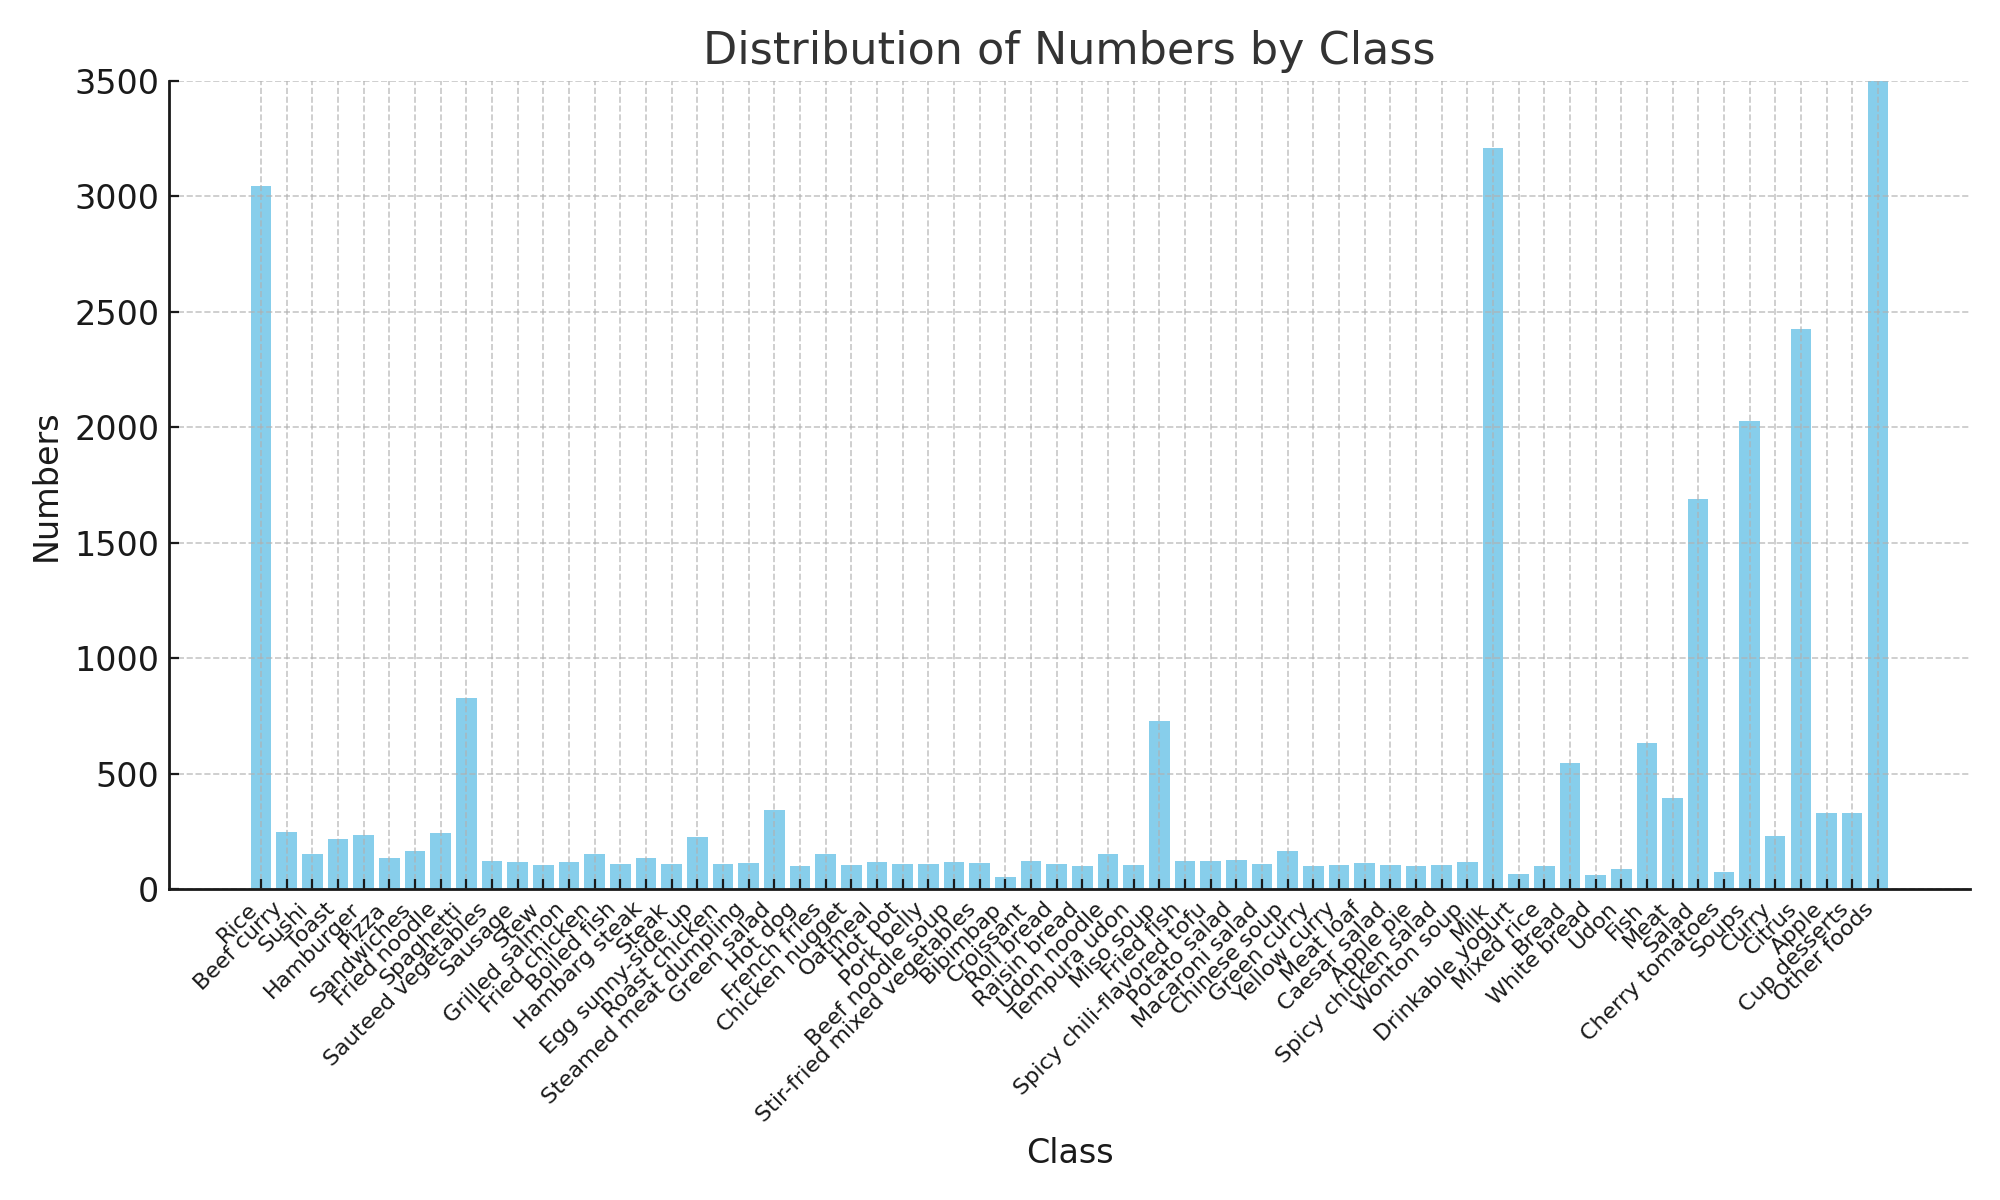 Distribution of Numbers by Class
3500
3000
2500
2000
1500
1000
500
0
Numbers
Rice
Beef curry
Sushi
Toast
Hamburger
Pizza
Sandwiches
Fried noodle
Spaghetti
Sauteed vegetables
Sausage
Stew
Grilled salmon
Fried chicken
Boiled fish
Hambarg steak
Steak
Egg sunny-side up
Roast chicken
Steamed meat dumpling
Green salad
Hot dog
French fries
Chicken nugget
Oatmeal
Hot pot
Pork belly
Beef noodle soup
Stir-fried mixed vegetables
Bibimbap
Croissant
Roll bread
Raisin bread
Udon noodle
Tempura udon
Miso soup
Fried fish
Spicy chili-flavored tofu
Potato salad
Macaroni salad
Chinese soup
Green curry
Yellow curry
Meat loaf
Caesar salad
Apple pie
Spicy chicken salad
Wonton soup
Milk
Drinkable yogurt
Mixed rice
Bread
White bread
Udon
Fish
Meat
Salad
Cherry tomatoes
Soups
Curry
Citrus
Apple
Cup desserts
Other foods
Class